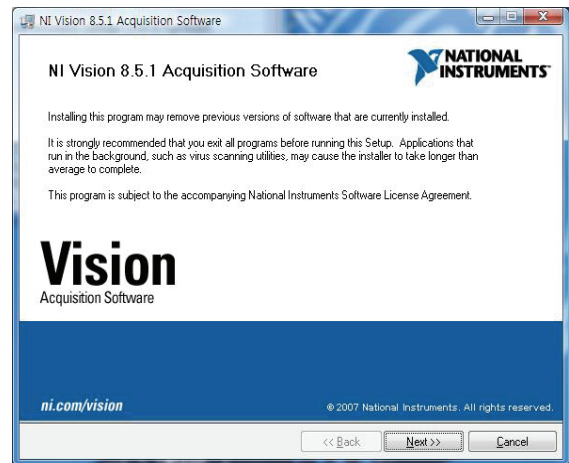 NI Vision 8.5.1 Acquisition Software
NI Vision 8.5.1 Acquisition Software
NATIONAL
INSTRUMENTS™
Installing this program may remove previous versions of software that are currently installed.
It is strongly recommended that you exit all programs before running this Setup. Applications that
run in the background, such as virus scanning utilities, may cause the installer to take longer than
average to complete.
This program is subject to the accompanying National Instruments Software License Agreement.
Vision
Acquisition Software
ni.com/vision
© 2007 National Instruments. All rights reserved.
<< Back
Next >>
Cancel